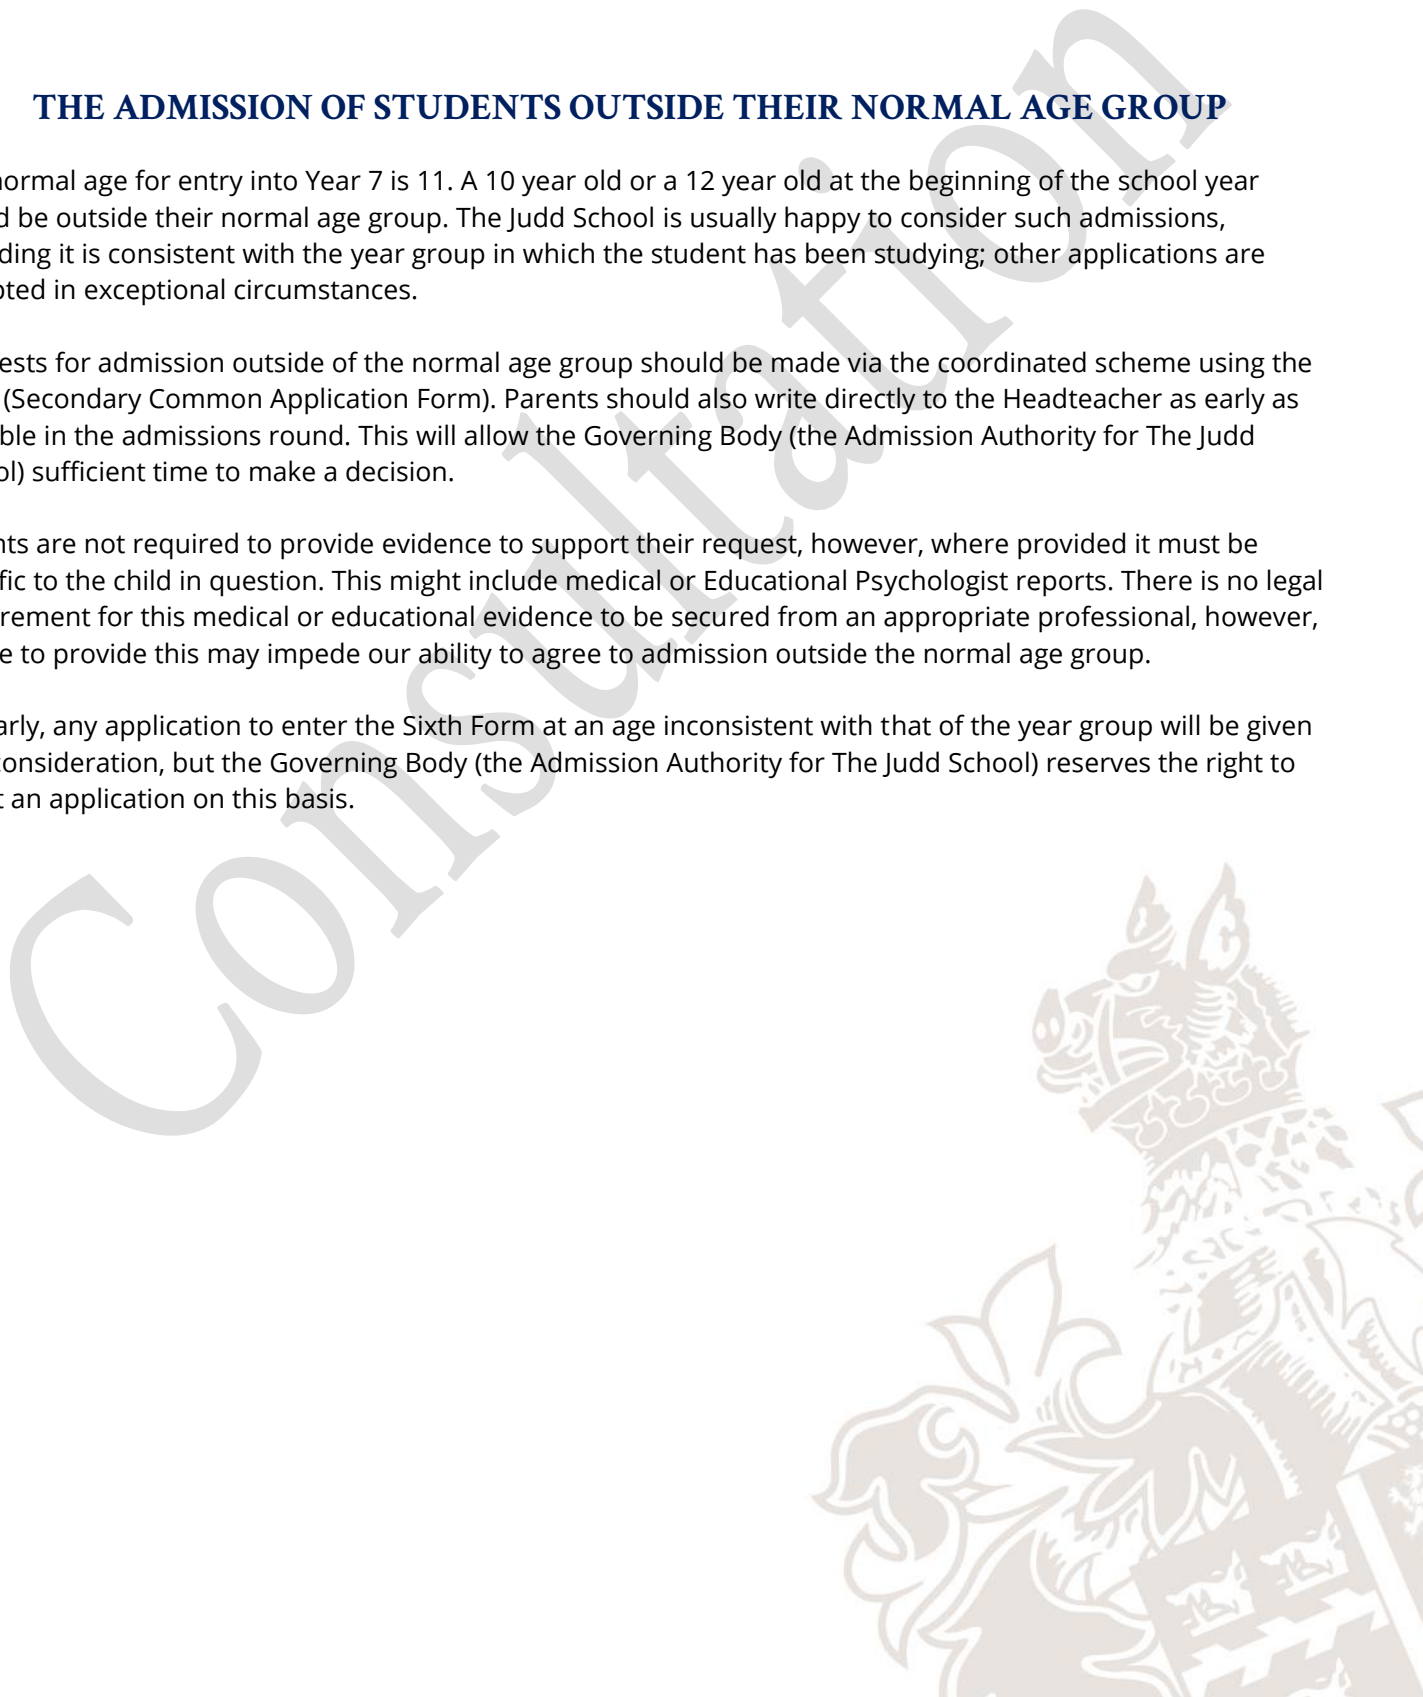 THE ADMISSION OF STUDENTS OUTSIDE THEIR NORMAL AGE GROUP
normal age for entry into Year 7 is 11. A 10 year old or a 12 year old at the beginning of the school year
d be outside their normal age group. The Judd School is usually happy to consider such admissions,
ding it is consistent with the year group in which the student has been studying; other applications are
pted in exceptional circumstances.
ests for admission outside of the normal age group should be made via the coordinated scheme using the
(Secondary Common Application Form). Parents should also write directly to the Headteacher as early as
ble in the admissions round. This will allow the Governing Body (the Admission Authority for The Judd
ol) sufficient time to make a decision.
nts are not required to provide evidence to support their request, however, where provided it must be
fic to the child in question. This might include medical or Educational Psychologist reports. There is no legal
rement for this medical or educational evidence to be secured from an appropriate professional, however,
e to provide this may impede our ability to agree to admission outside the normal age group.
arly, any application to enter the Sixth Form at an age inconsistent with that of the year group will be given
consideration, but the Governing Body (the Admission Authority for The Judd School) reserves the right to
t an application on this basis.
Consultation